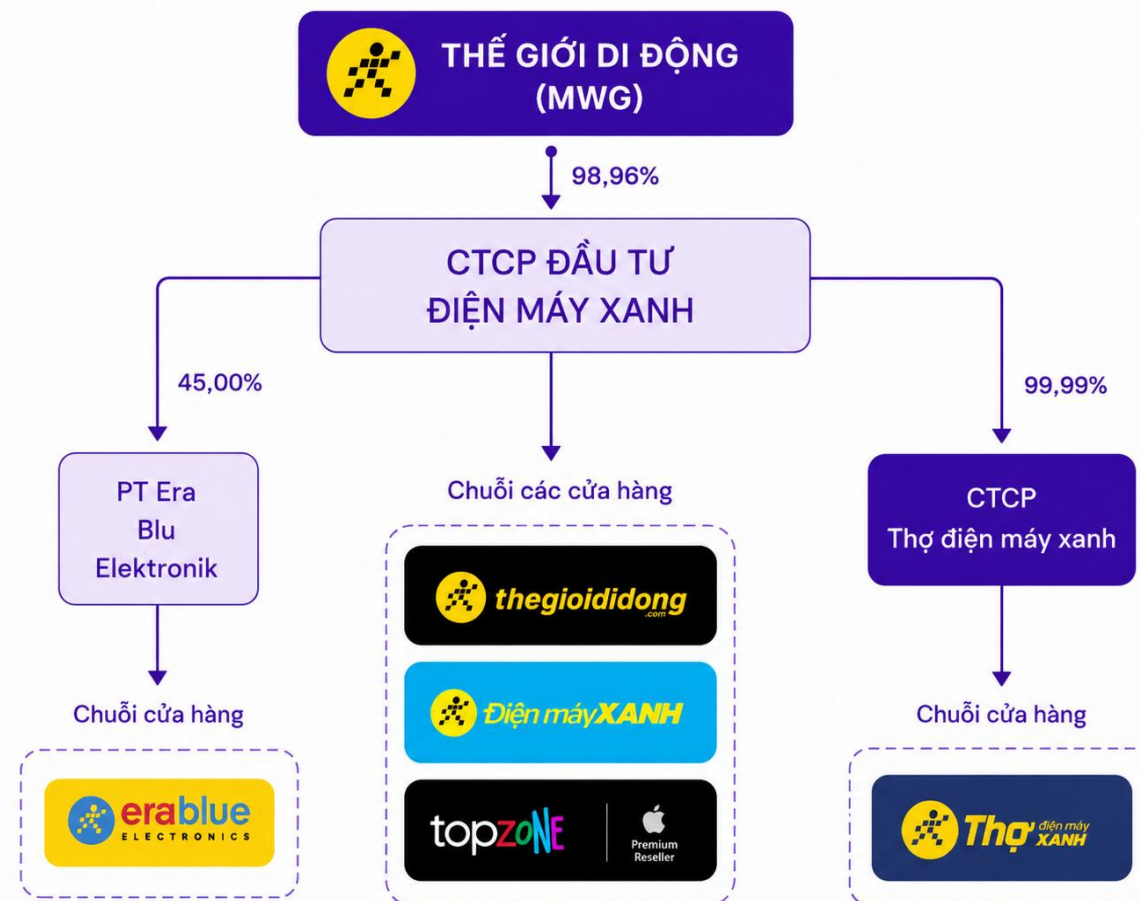 THẾ GIỚI DI ĐỘNG
(MWG)
98,96%
CTCP ĐẦU TƯ
ĐIỆN MÁY XANH
45,00%
99,99%
PT Era
Blu
Elektronik
Chuỗi các cửa hàng
CTCP
Thợ điện máy xanh
thegioididong
.com
Điện máyXANH
topzONE
Premium
Reseller
Chuỗi cửa hàng
erablue
ELECTRONICS
Chuỗi cửa hàng
Thợ điện máy
XANH